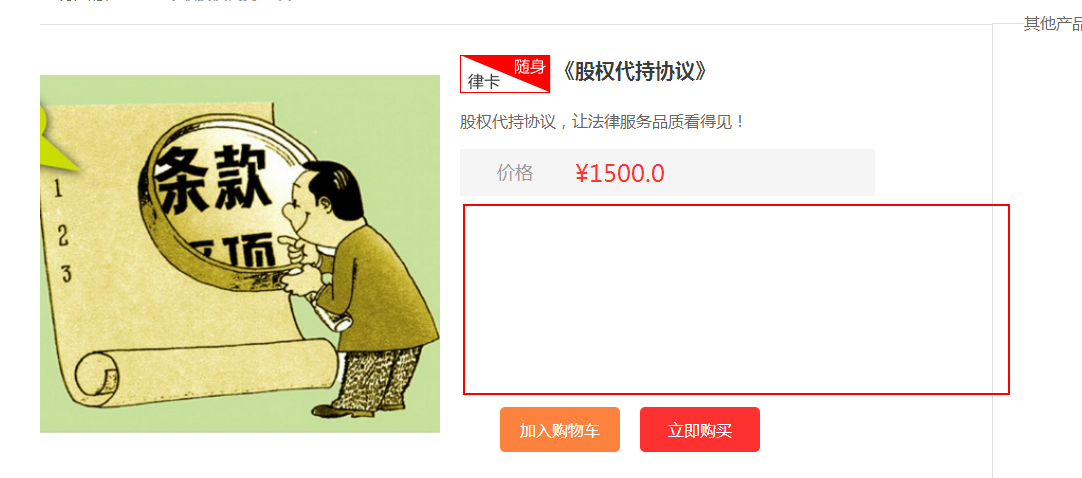 其他产品
随身
律卡
《股权代持协议》
股权代持协议，让法律服务品质看得见！
价格
¥1500.0
条款
1
2
3
加入购物车
立即购买